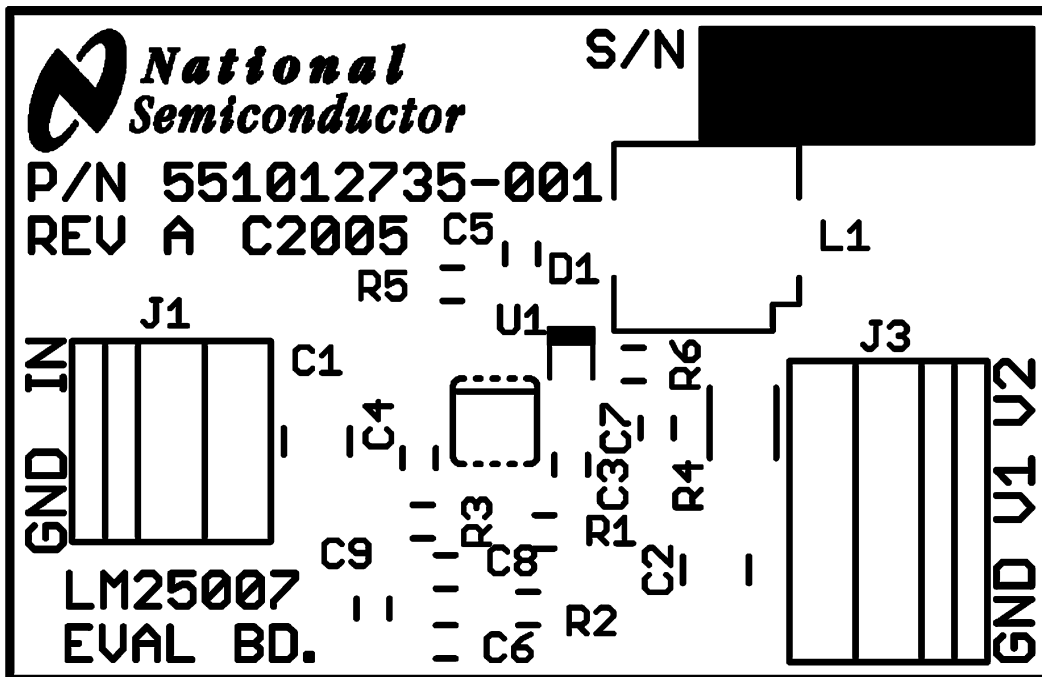 National
Semiconductor
S/N
P/N 551012735-001
REV A C2005
C5
D1
L1
R5
J1
U1
J3
C1
R6
GND IN
C4
C7
GND V1 V2
C3
R4
R3
R1
C9
C8
C2
LM25007
R2
EVAL BD.
C6